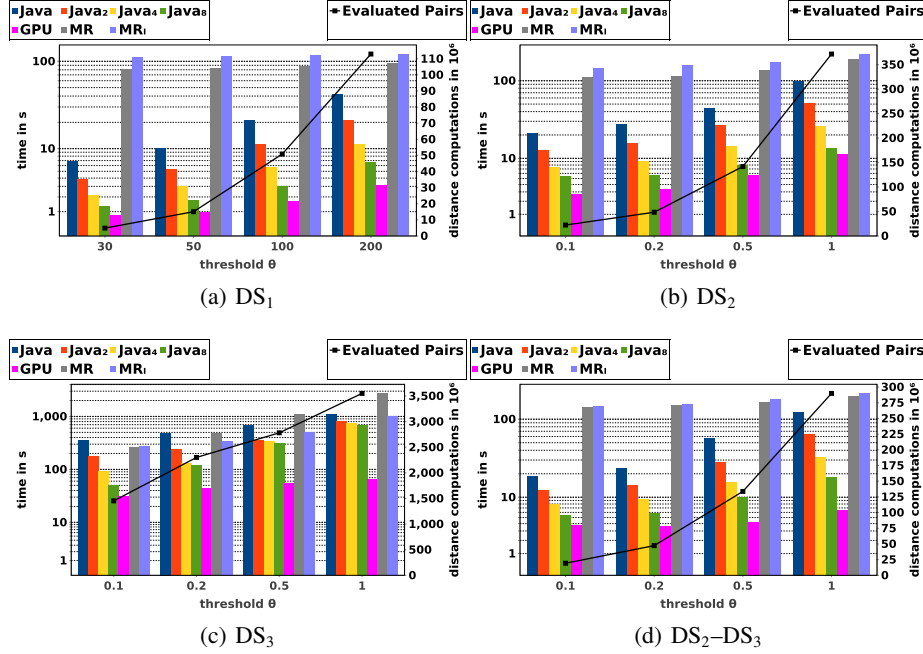 Java Java₂ Java₄ Java₈
GPU MR MRₗ
Evaluated Pairs
time in s
100
10
1
distance computations in 10⁶
110
100
90
80
70
60
50
40
30
20
10
0
30 50 100 200
threshold θ
(a) DS₁
Java Java₂ Java₄ Java₈
GPU MR MRₗ
Evaluated Pairs
time in s
100
10
1
distance computations in 10⁶
350
300
250
200
150
100
50
0
0.1 0.2 0.5 1
threshold θ
(b) DS₂
Java Java₂ Java₄ Java₈
GPU MR MRₗ
Evaluated Pairs
time in s
1,000
100
10
1
distance computations in 10⁶
3,500
3,000
2,500
2,000
1,500
1,000
500
0
0.1 0.2 0.5 1
threshold θ
(c) DS₃
Java Java₂ Java₄ Java₈
GPU MR MRₗ
Evaluated Pairs
time in s
100
10
1
distance computations in 10⁶
300
275
250
225
200
175
150
125
100
75
50
25
0
0.1 0.2 0.5 1
threshold θ
(d) DS₂–DS₃